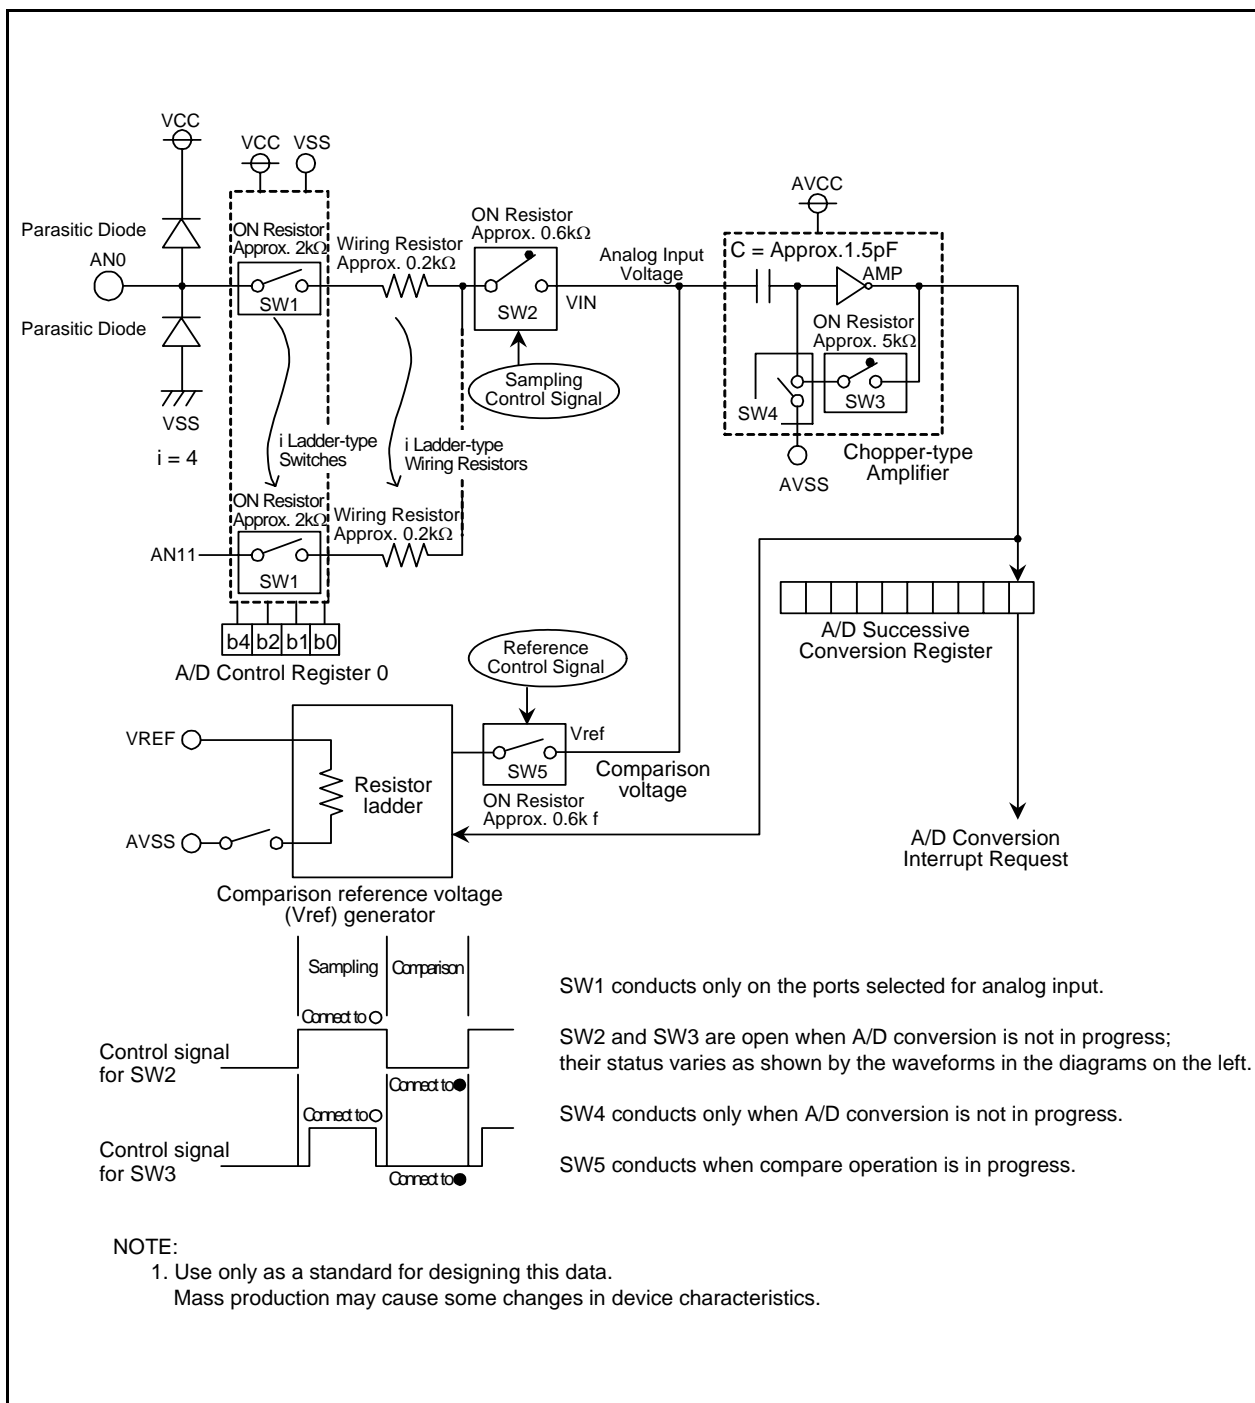 VCC
VCC
VSS
AVCC
Parasitic Diode
ON Resistor
Approx. 2kΩ
Wiring Resistor
Approx. 0.2kΩ
ON Resistor
Approx. 0.6kΩ
Analog Input
Voltage
C = Approx.1.5pF
AMP
AN0
SW1
SW2
VIN
Parasitic Diode
ON Resistor
Approx. 5kΩ
Sampling
Control Signal
SW4
SW3
VSS
i = 4
i Ladder-type
Switches
i Ladder-type
Wiring Resistors
AVSS
Chopper-type
Amplifier
ON Resistor
Approx. 2kΩ
Wiring Resistor
Approx. 0.2kΩ
AN11
SW1
b4
b2
b1
b0
A/D Control Register 0
A/D Successive
Conversion Register
Reference
Control Signal
VREF
Vref
SW5
Resistor
ladder
Comparison
voltage
ON Resistor
Approx. 0.6k f
AVSS
A/D Conversion
Interrupt Request
Comparison reference voltage
(Vref) generator
Sampling
Comparison
Connect to
Control signal
for SW2
Connect to
Connect to
Control signal
for SW3
Connect to
SW1 conducts only on the ports selected for analog input.
SW2 and SW3 are open when A/D conversion is not in progress;
their status varies as shown by the waveforms in the diagrams on the left.
SW4 conducts only when A/D conversion is not in progress.
SW5 conducts when compare operation is in progress.
NOTE:
1. Use only as a standard for designing this data.
Mass production may cause some changes in device characteristics.